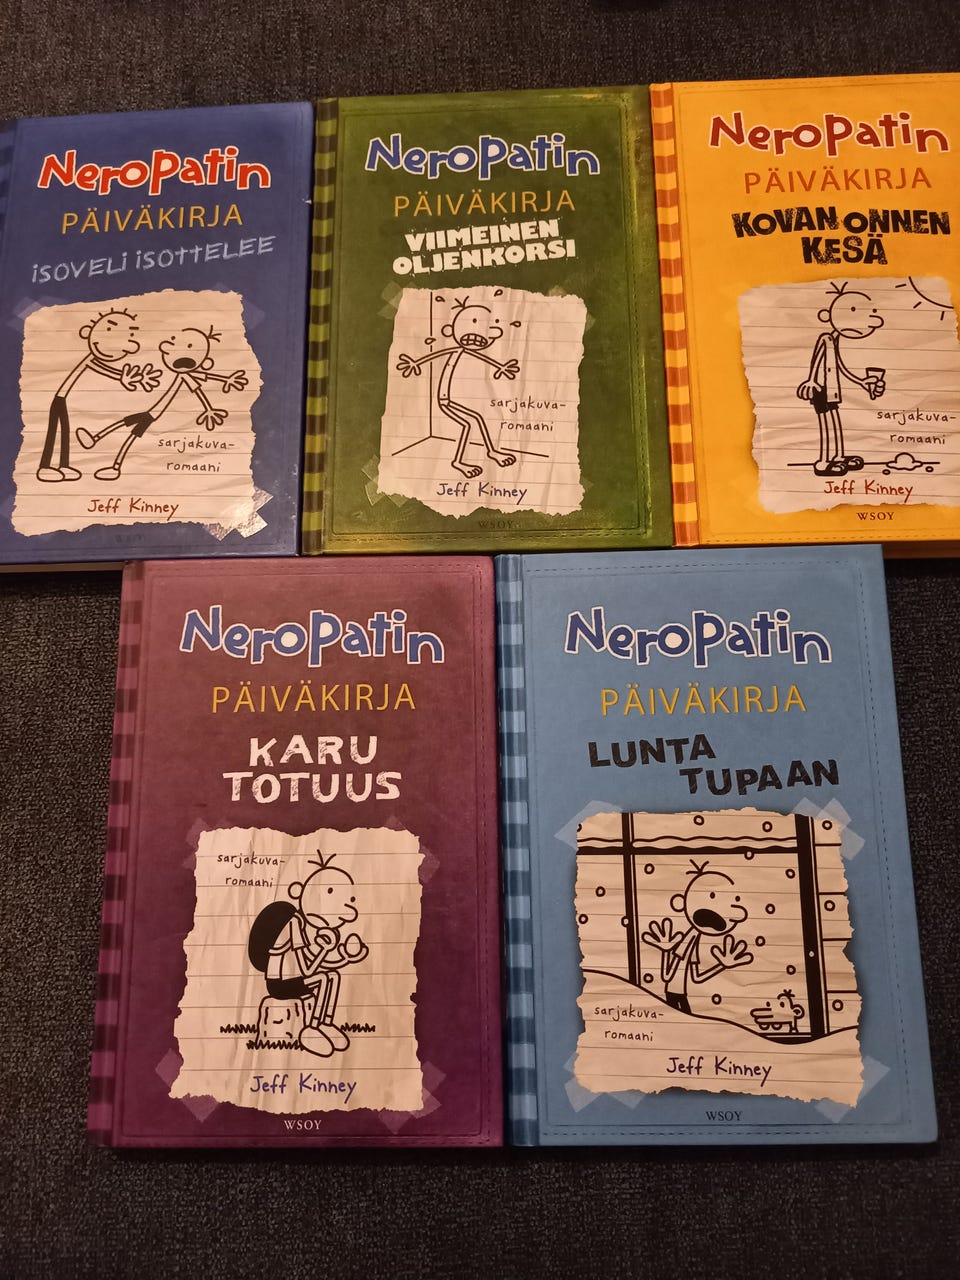 NeroPatin
PÄIVÄKIRJA
iSOVELi iSOTTELEE
sarjakuva-
romaani
Jeff Kinney
WSOY
NeroPatin
PÄIVÄKIRJA
VIIMEINEN
OLJENKORSI
sarjakuva-
romaani
Jeff Kinney
WSOY
NeroPatin
PÄIVÄKIRJA
KOVAN ONNEN
KESÄ
sarjakuva-
romaani
Jeff Kinney
WSOY
NeroPatin
PÄIVÄKIRJA
KARU
TOTUUS
sarjakuva-
romaani
Jeff Kinney
WSOY
NeroPatin
PÄIVÄKIRJA
LUNTA
TUPAAN
sarjakuva-
romaani
Jeff Kinney
WSOY